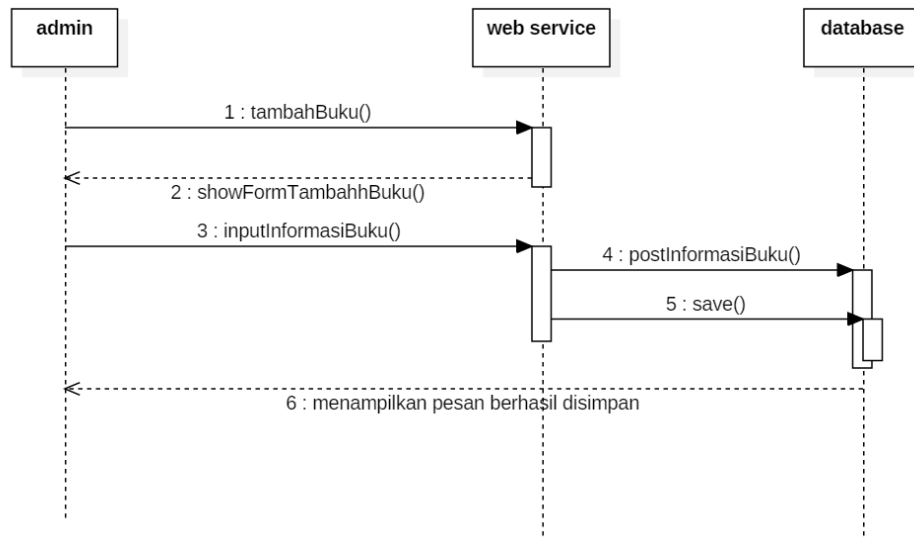 admin
web service
database
1 : tambahBuku()
2 : showFormTambahhBuku()
3 : inputInformasiBuku()
4 : postInformasiBuku()
5 : save()
6 : menampilkan pesan berhasil disimpan